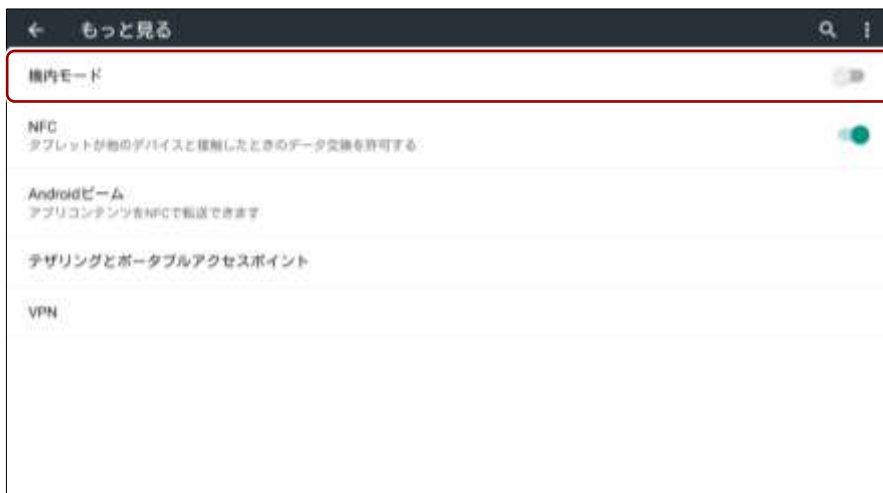 もっと見る
機内モード
NFC
タブレットが他のデバイスと接触したときのデータ交換を許可する
Androidビーム
アプリコンテンツをNFCで転送できます
テザリングとポータブルアクセスポイント
VPN